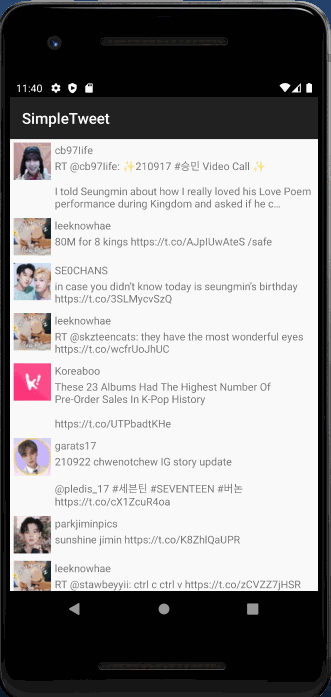 11:40
SimpleTweet
cb97life
RT @cb97life: ✨210917 #승민 Video Call ✨
I told Seungmin about how I really loved his Love Poem
performance during Kingdom and asked if he c…
leeknowhae
80M for 8 kings https://t.co/AJpIUwAteS /safe
SE0CHANS
in case you didn't know today is seungmin's birthday
https://t.co/3SLMycvSzQ
leeknowhae
RT @skzteencats: they have the most wonderful eyes
https://t.co/wcfrUoJhUC
Koreaboo
These 23 Albums Had The Highest Number Of
Pre-Order Sales In K-Pop History
https://t.co/UTPbadtKHe
garats17
210922 chwenotchew IG story update
@pledis_17 #세븐틴 #SEVENTEEN #버논
https://t.co/cX1ZcuR4oa
parkjiminpics
sunshine jimin https://t.co/K8ZhlQaUPR
leeknowhae
RT @stawbeyyii: ctrl c ctrl v https://t.co/zCVZZ7jHSR